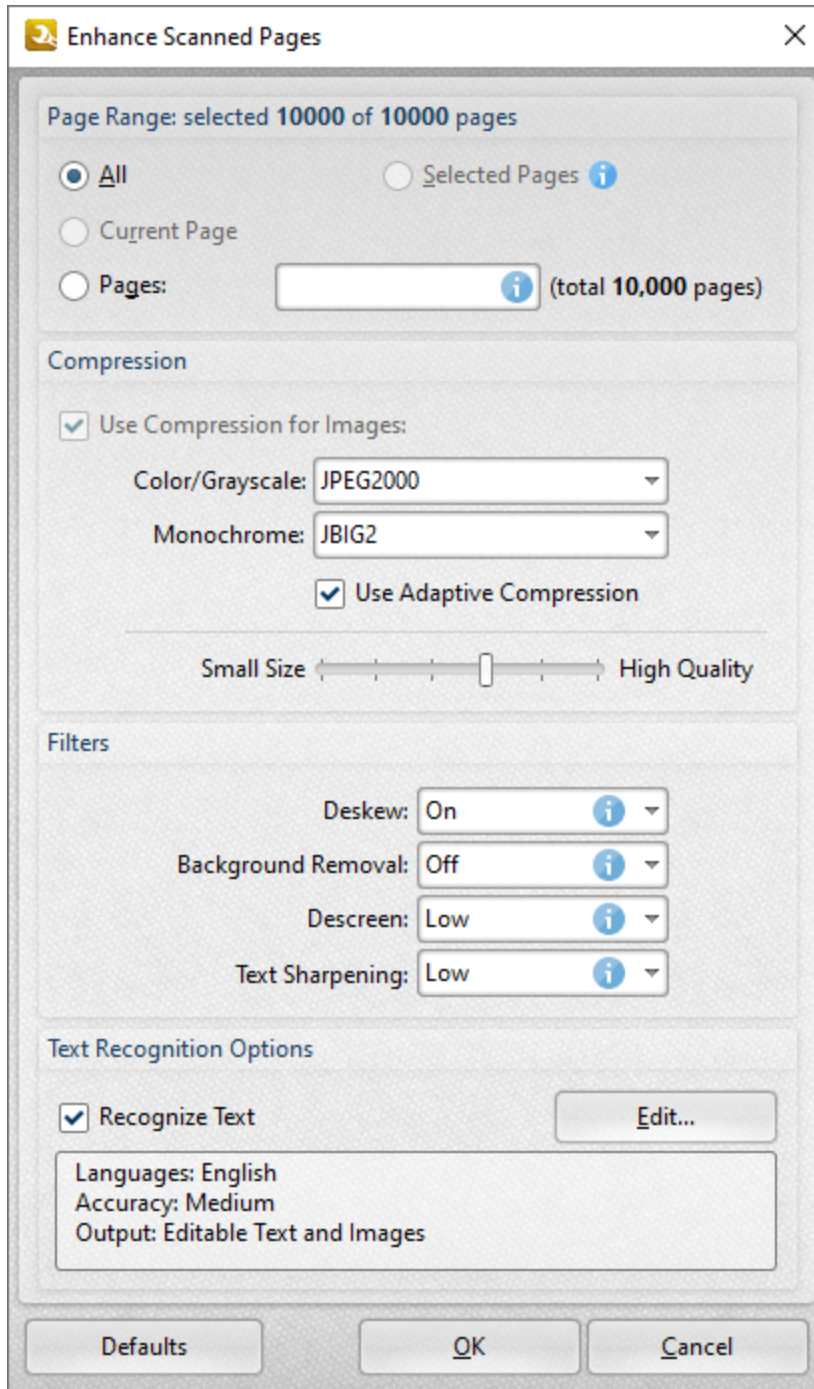 Enhance Scanned Pages
Page Range: selected 10000 of 10000 pages
All
Selected Pages
Current Page
Pages:
(total 10,000 pages)
Compression
Use Compression for Images:
Color/Grayscale: JPEG2000
Monochrome: JBIG2
Use Adaptive Compression
Small Size
High Quality
Filters
Deskew: On
Background Removal: Off
Descreen: Low
Text Sharpening: Low
Text Recognition Options
Recognize Text
Edit...
Languages: English
Accuracy: Medium
Output: Editable Text and Images
Defaults
OK
Cancel